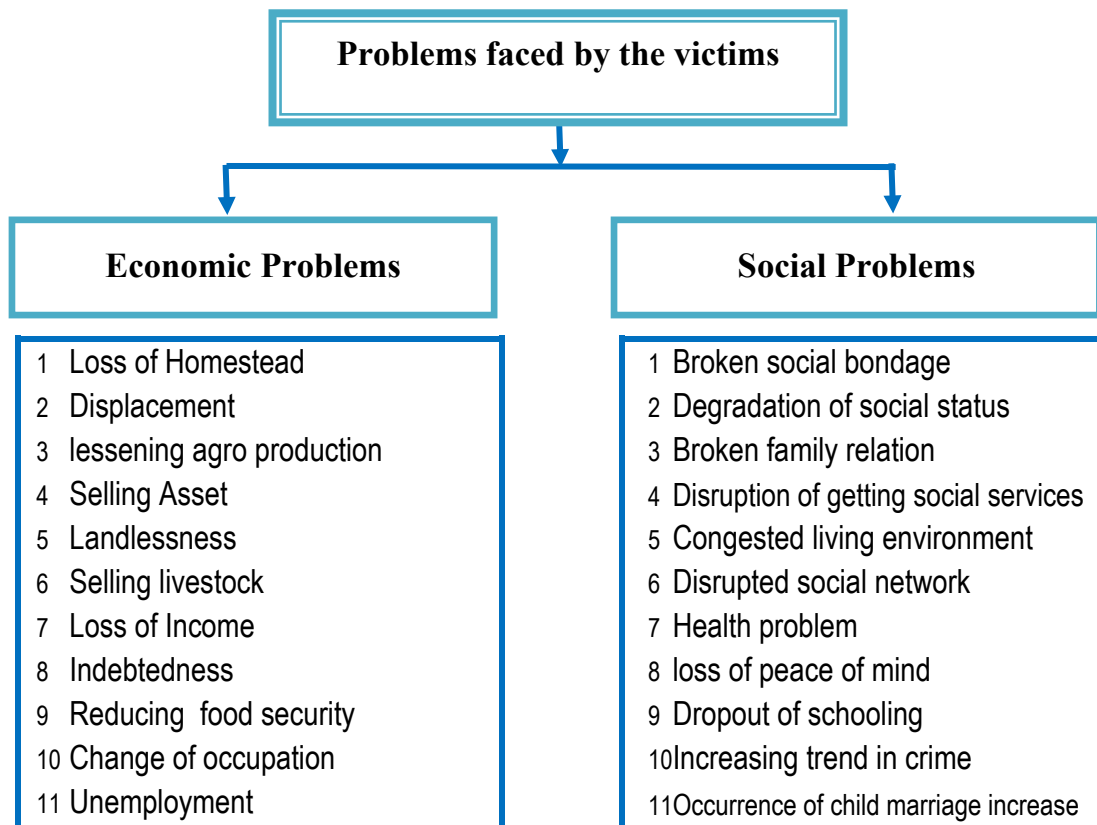 Problems faced by the victims
Economic Problems
1 Loss of Homestead
2 Displacement
3 lessening agro production
4 Selling Asset
5 Landlessness
6 Selling livestock
7 Loss of Income
8 Indebtedness
9 Reducing food security
10 Change of occupation
11 Unemployment
Social Problems
1 Broken social bondage
2 Degradation of social status
3 Broken family relation
4 Disruption of getting social services
5 Congested living environment
6 Disrupted social network
7 Health problem
8 loss of peace of mind
9 Dropout of schooling
10Increasing trend in crime
11Occurrence of child marriage increase